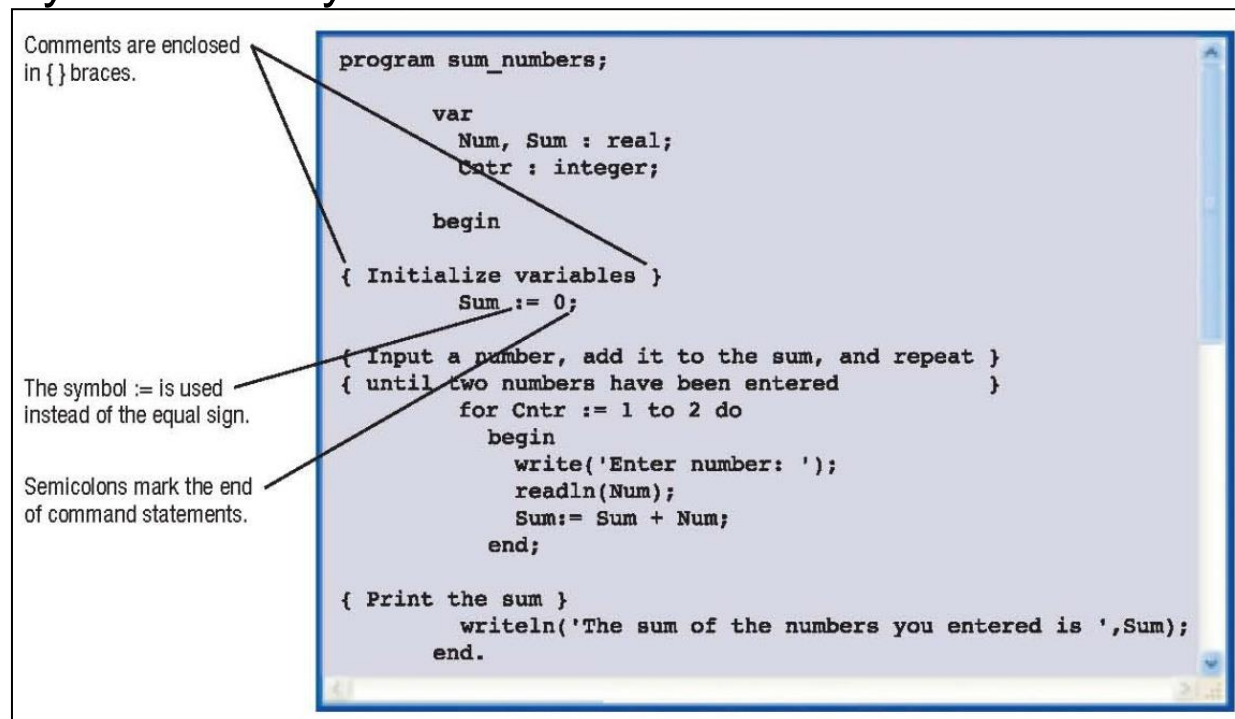 Comments are enclosed
in { } braces.
The symbol := is used
instead of the equal sign.
Semicolons mark the end
of command statements.
program sum_numbers;
var
Num, Sum : real;
Cntr : integer;
begin
{ Initialize variables }
Sum := 0;
{ Input a number, add it to the sum, and repeat }
{ until two numbers have been entered }
for Cntr := 1 to 2 do
begin
write('Enter number: ');
readln(Num);
Sum:= Sum + Num;
end;
{ Print the sum }
writeln('The sum of the numbers you entered is ',Sum);
end.